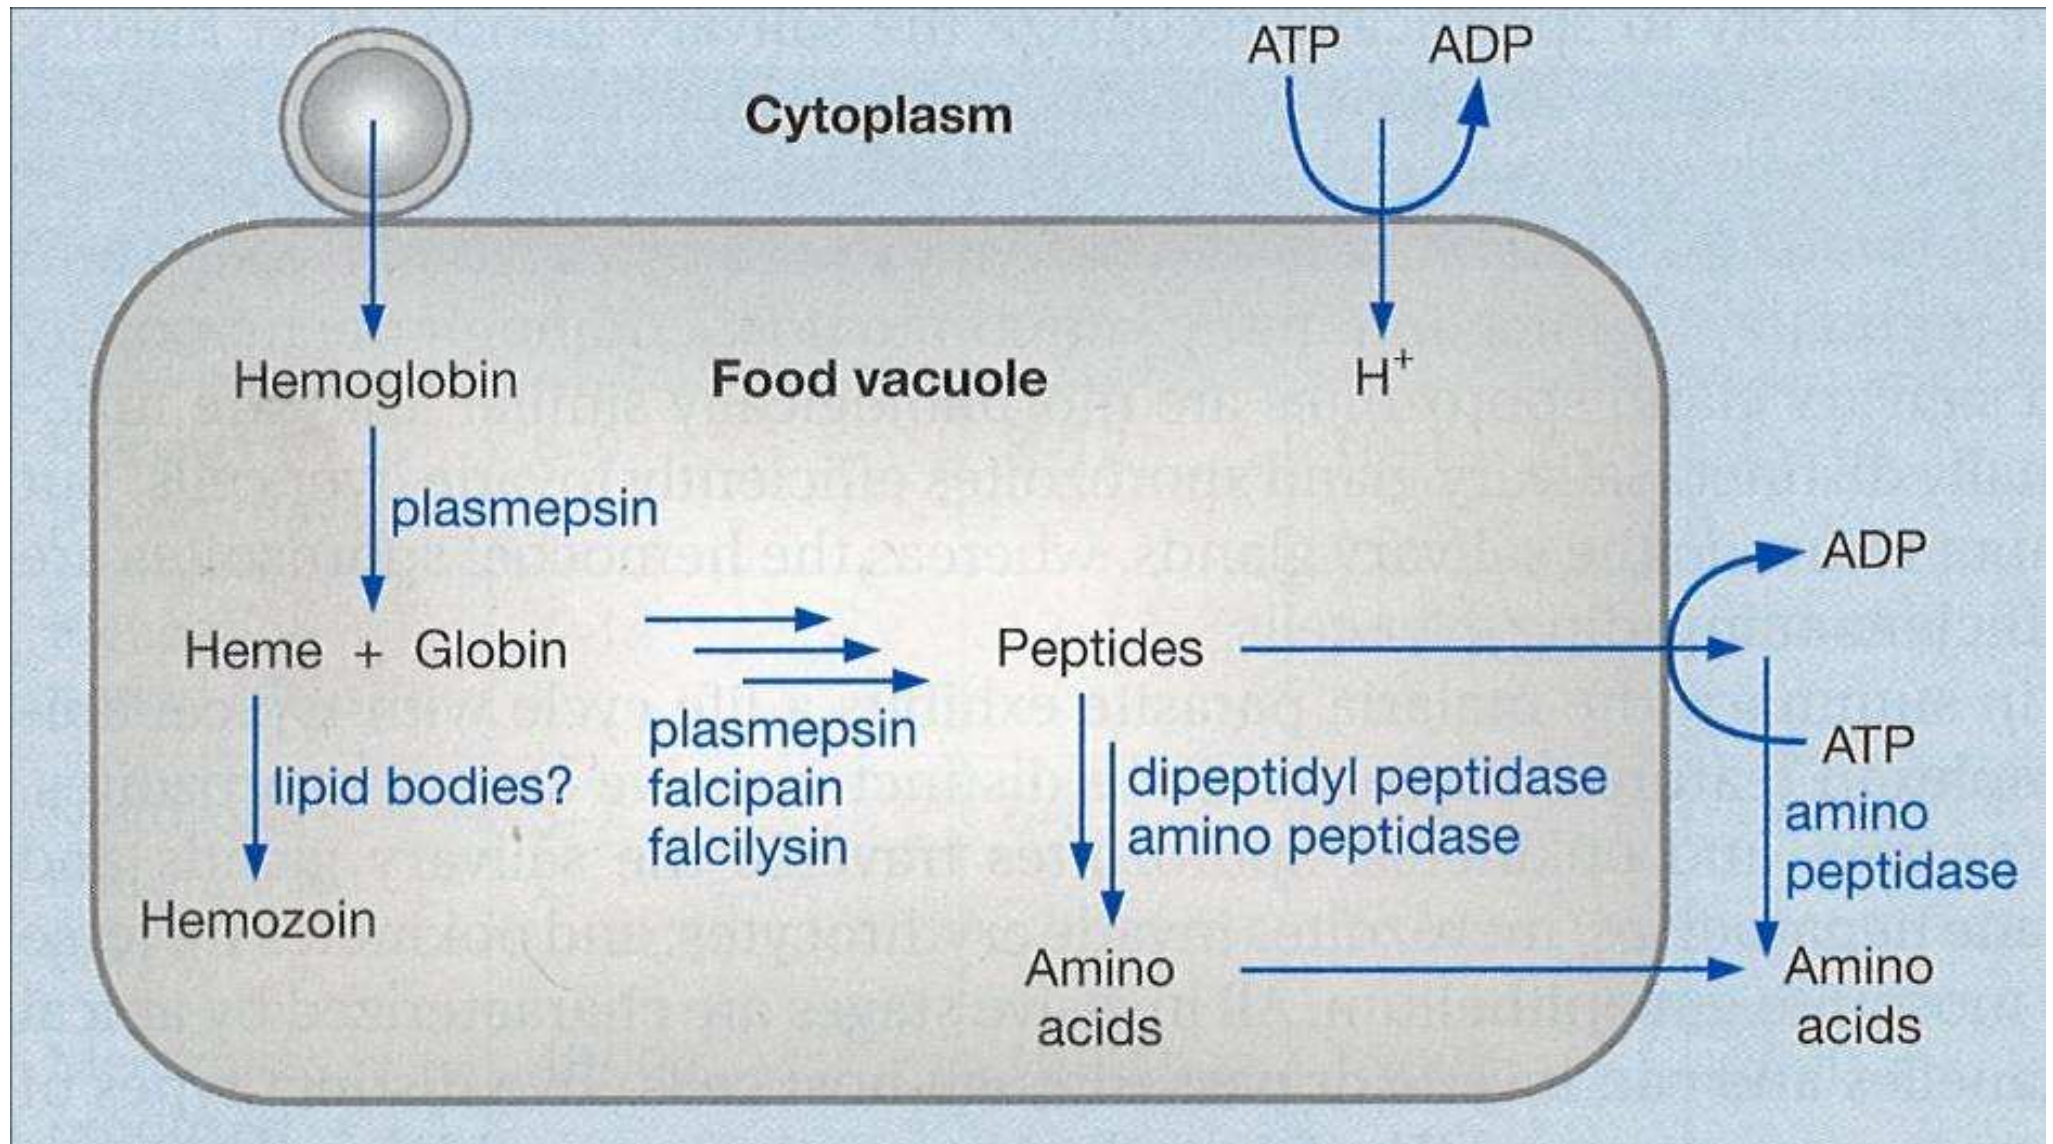 ATP
ADP
Cytoplasm
Hemoglobin
Food vacuole
H⁺
plasmepsin
ADP
Heme + Globin
Peptides
plasmepsin
falcipain
falcilysin
lipid bodies?
dipeptidyl peptidase
amino peptidase
ATP
amino
peptidase
Hemozoin
Amino
acids
Amino
acids